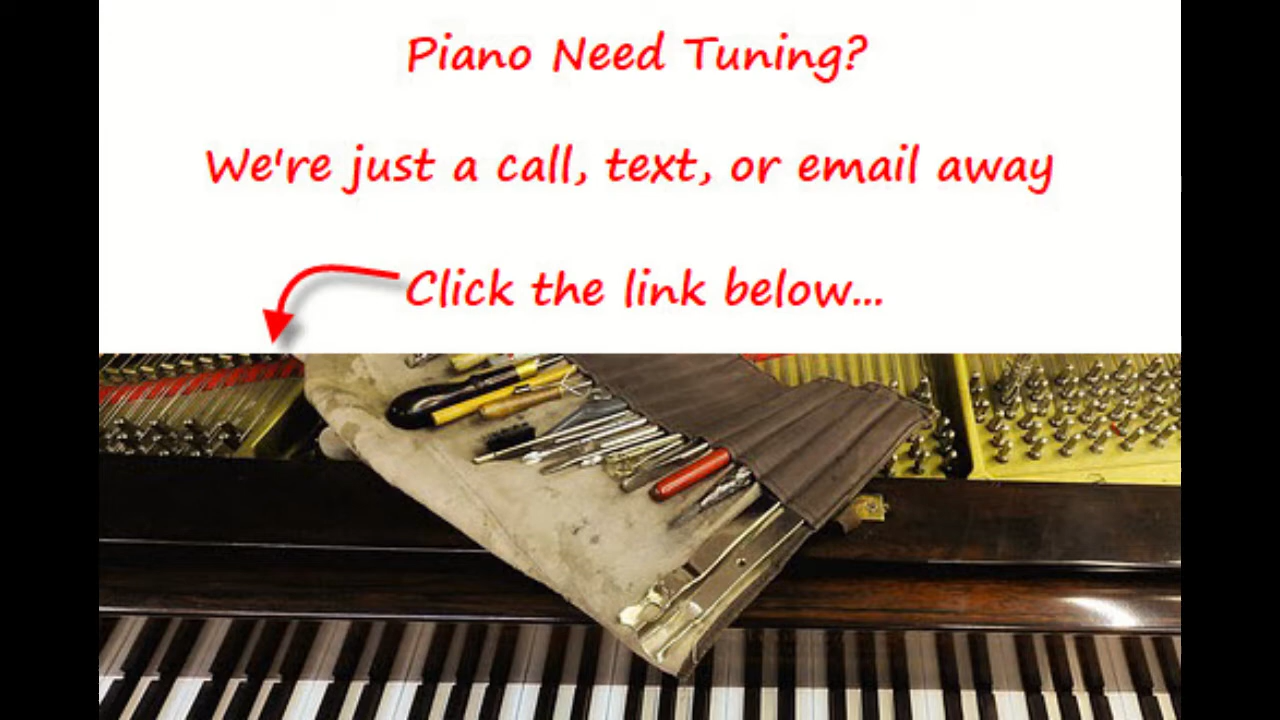 Piano Need Tuning?
We're just a call, text, or email away
Click the link below...